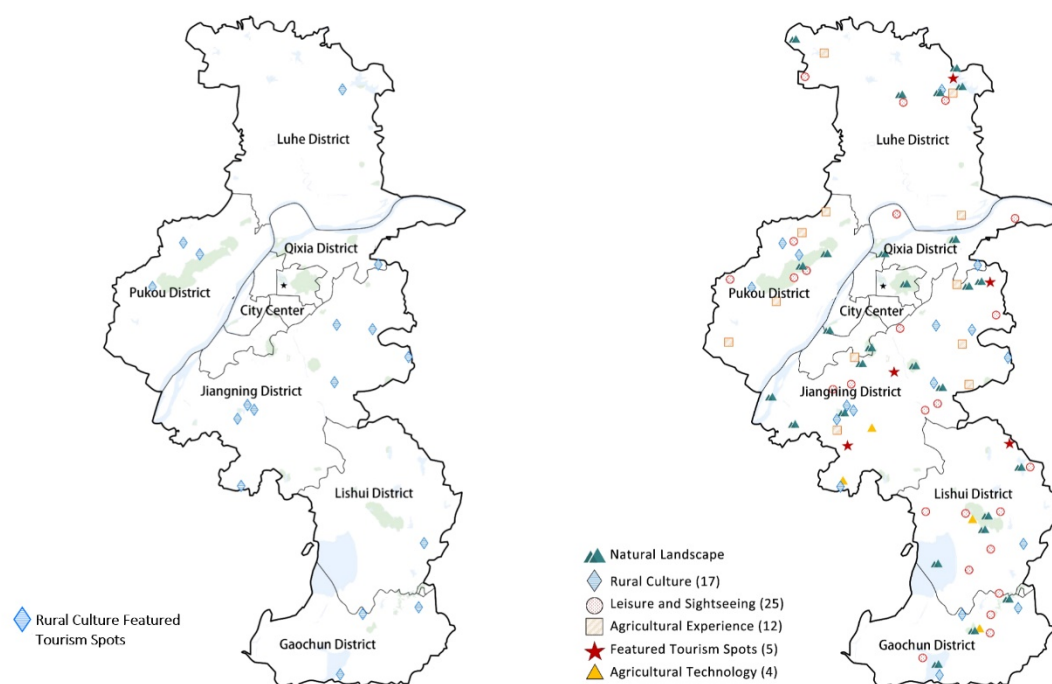 Luhe District
Qixia District
Pukou District
City Center
Jiangning District
Lishui District
Gaochun District
Rural Culture Featured
Tourism Spots
Luhe District
Qixia District
Pukou District
City Center
Jiangning District
Lishui District
Gaochun District
Natural Landscape
Rural Culture (17)
Leisure and Sightseeing (25)
Agricultural Experience (12)
Featured Tourism Spots (5)
Agricultural Technology (4)